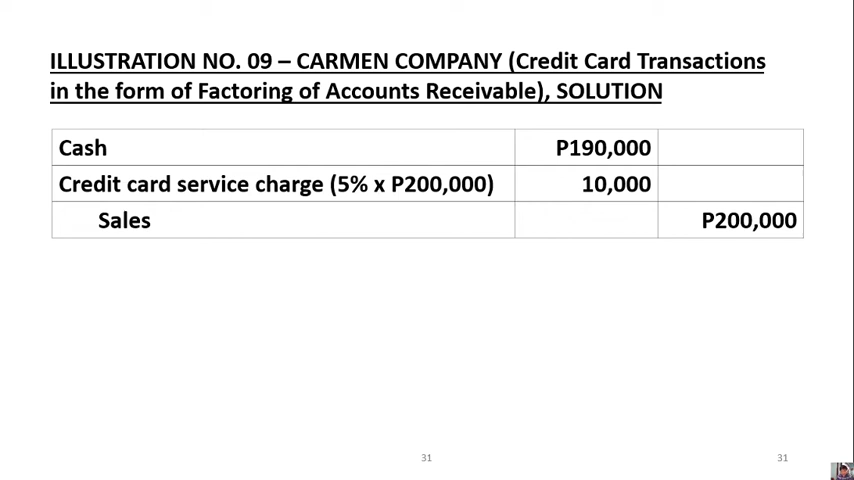 ILLUSTRATION NO. 09 – CARMEN COMPANY (Credit Card Transactions
in the form of Factoring of Accounts Receivable), SOLUTION
Cash P190,000
Credit card service charge (5% x P200,000) 10,000
Sales P200,000
31 31